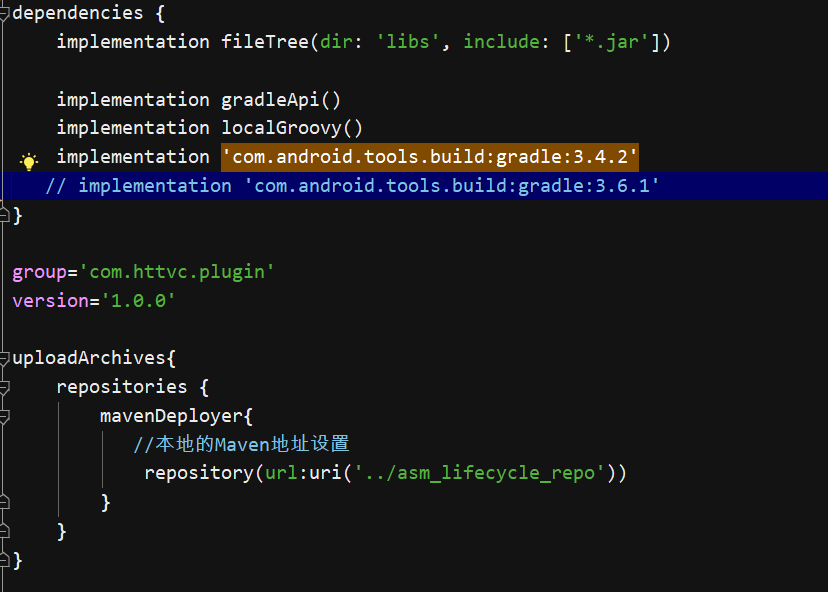 dependencies {
implementation fileTree(dir: 'libs', include: ['*.jar'])
implementation gradleApi()
implementation localGroovy()
implementation 'com.android.tools.build:gradle:3.4.2'
// implementation 'com.android.tools.build:gradle:3.6.1'
}
group='com.httvc.plugin'
version='1.0.0'
uploadArchives{
repositories {
mavenDeployer{
//本地的Maven地址设置
repository(url:uri('../asm_lifecycle_repo'))
}
}
}